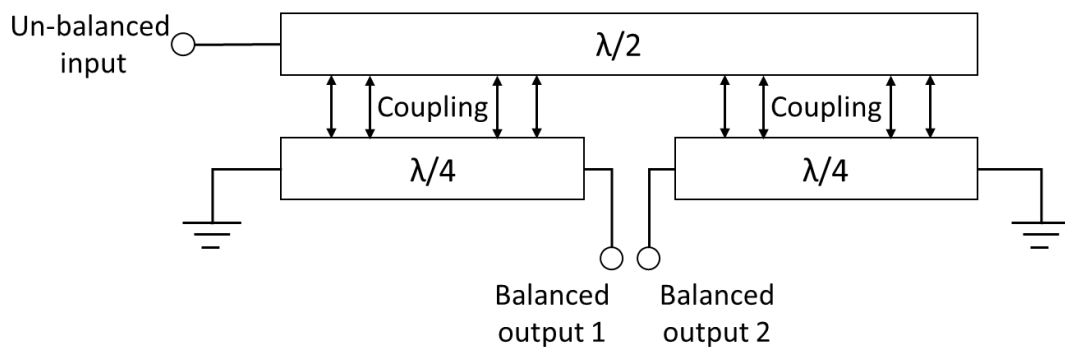 Un-balanced
input
λ/2
Coupling
Coupling
λ/4
λ/4
Balanced
output 1
Balanced
output 2